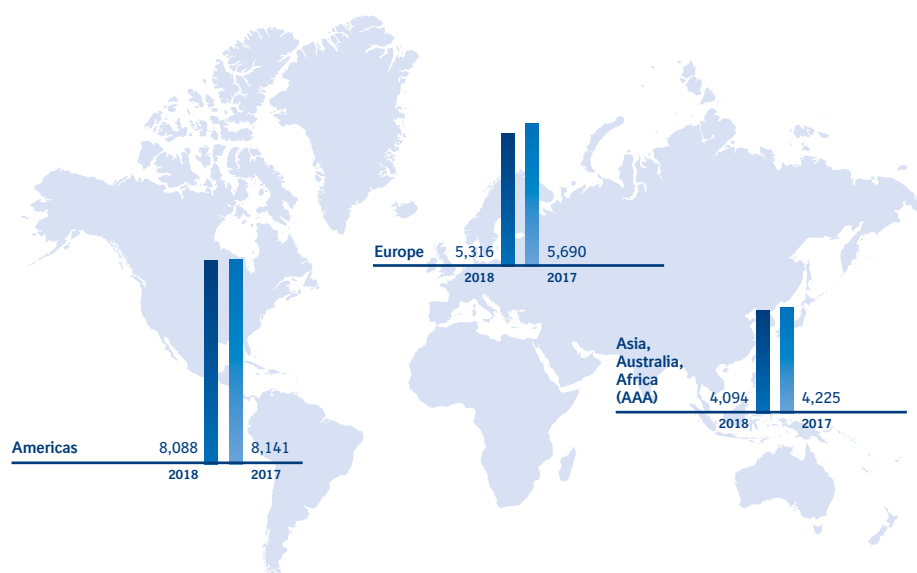 Europe 5,316 5,690
2018 2017
Asia,
Australia,
Africa
(AAA) 4,094 4,225
2018 2017
Americas 8,088 8,141
2018 2017